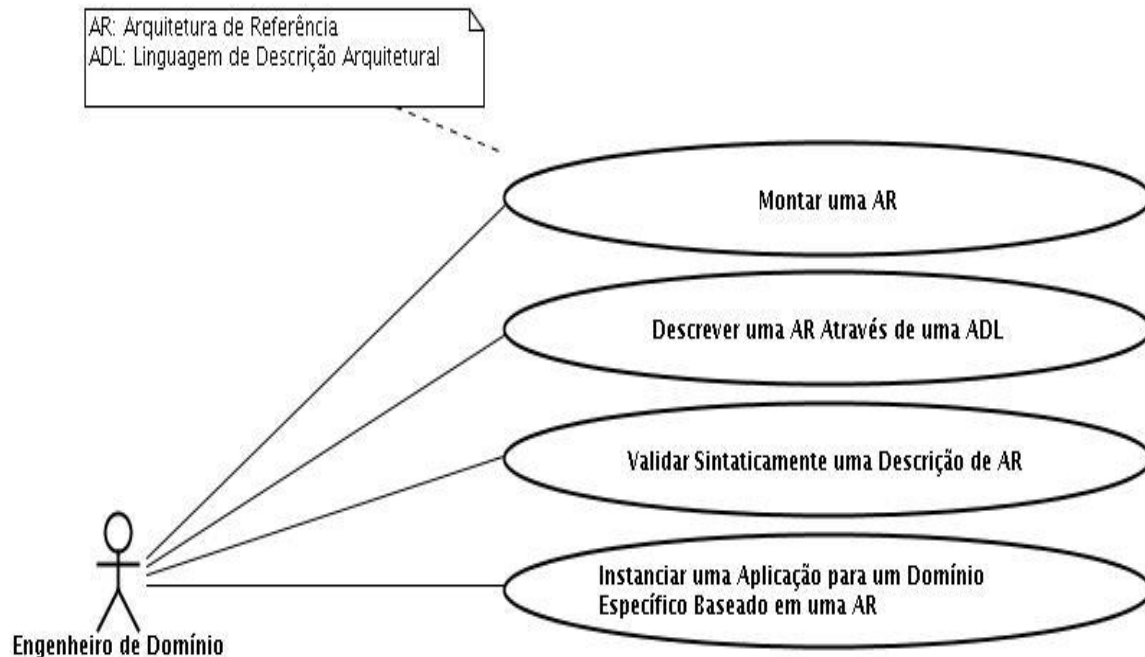 AR: Arquitetura de Referência
ADL: Linguagem de Descrição Arquitetural
Montar uma AR
Descrever uma AR Através de uma ADL
Validar Sintaticamente uma Descrição de AR
Instanciar uma Aplicação para um Domínio
Específico Baseado em uma AR
Engenheiro de Domínio